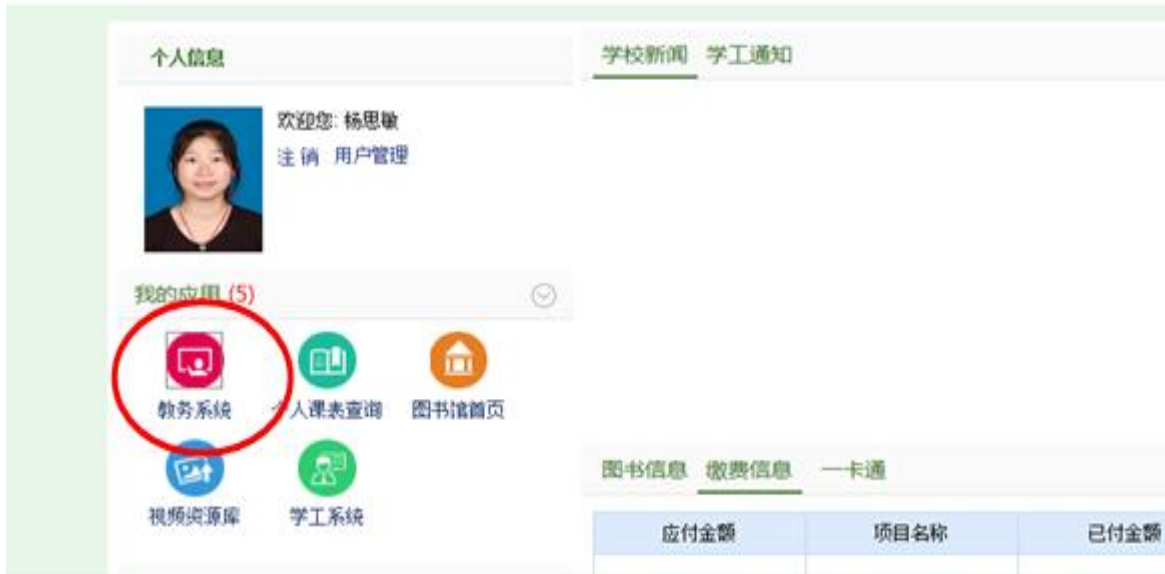 个人信息
学校新闻 学工通知
欢迎您: 杨思敏
注 销 用户管理
我的应用 (5)
教务系统 个人课表查询 图书馆首页
视频资源库 学工系统
图书信息 缴费信息 一卡通
应付金额 项目名称 已付金额